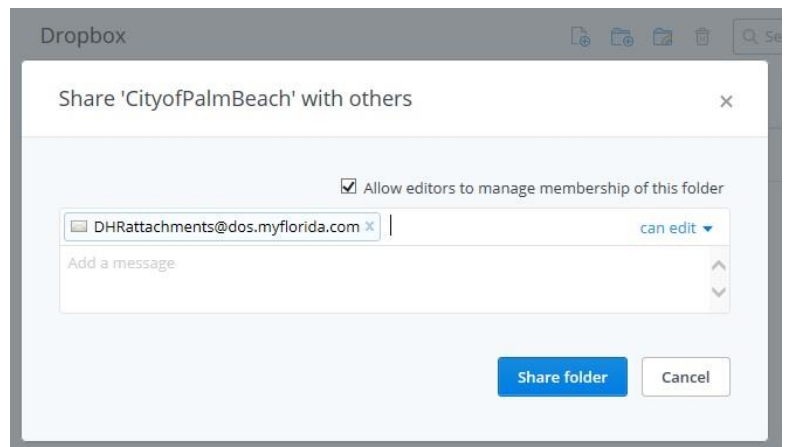 Dropbox
Se
Share 'CityofPalmBeach' with others
Allow editors to manage membership of this folder
DHRattachments@dos.myflorida.com x
can edit
Add a message
Share folder
Cancel